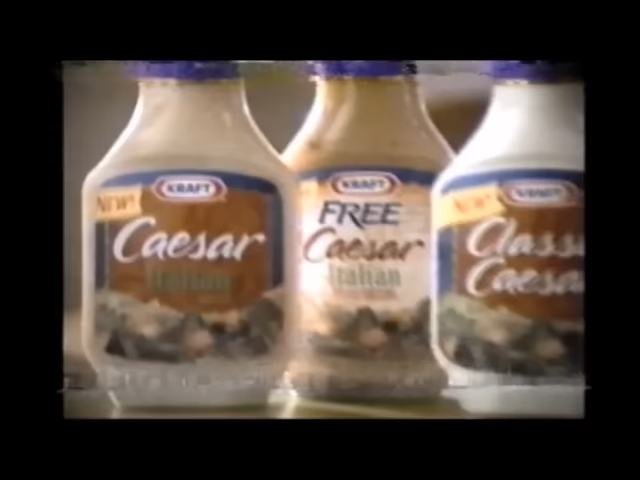 KRAFT
NEW!
Caesar
Italian
KRAFT
FREE
Caesar
Italian
KRAFT
NEW!
Classi
Caesa